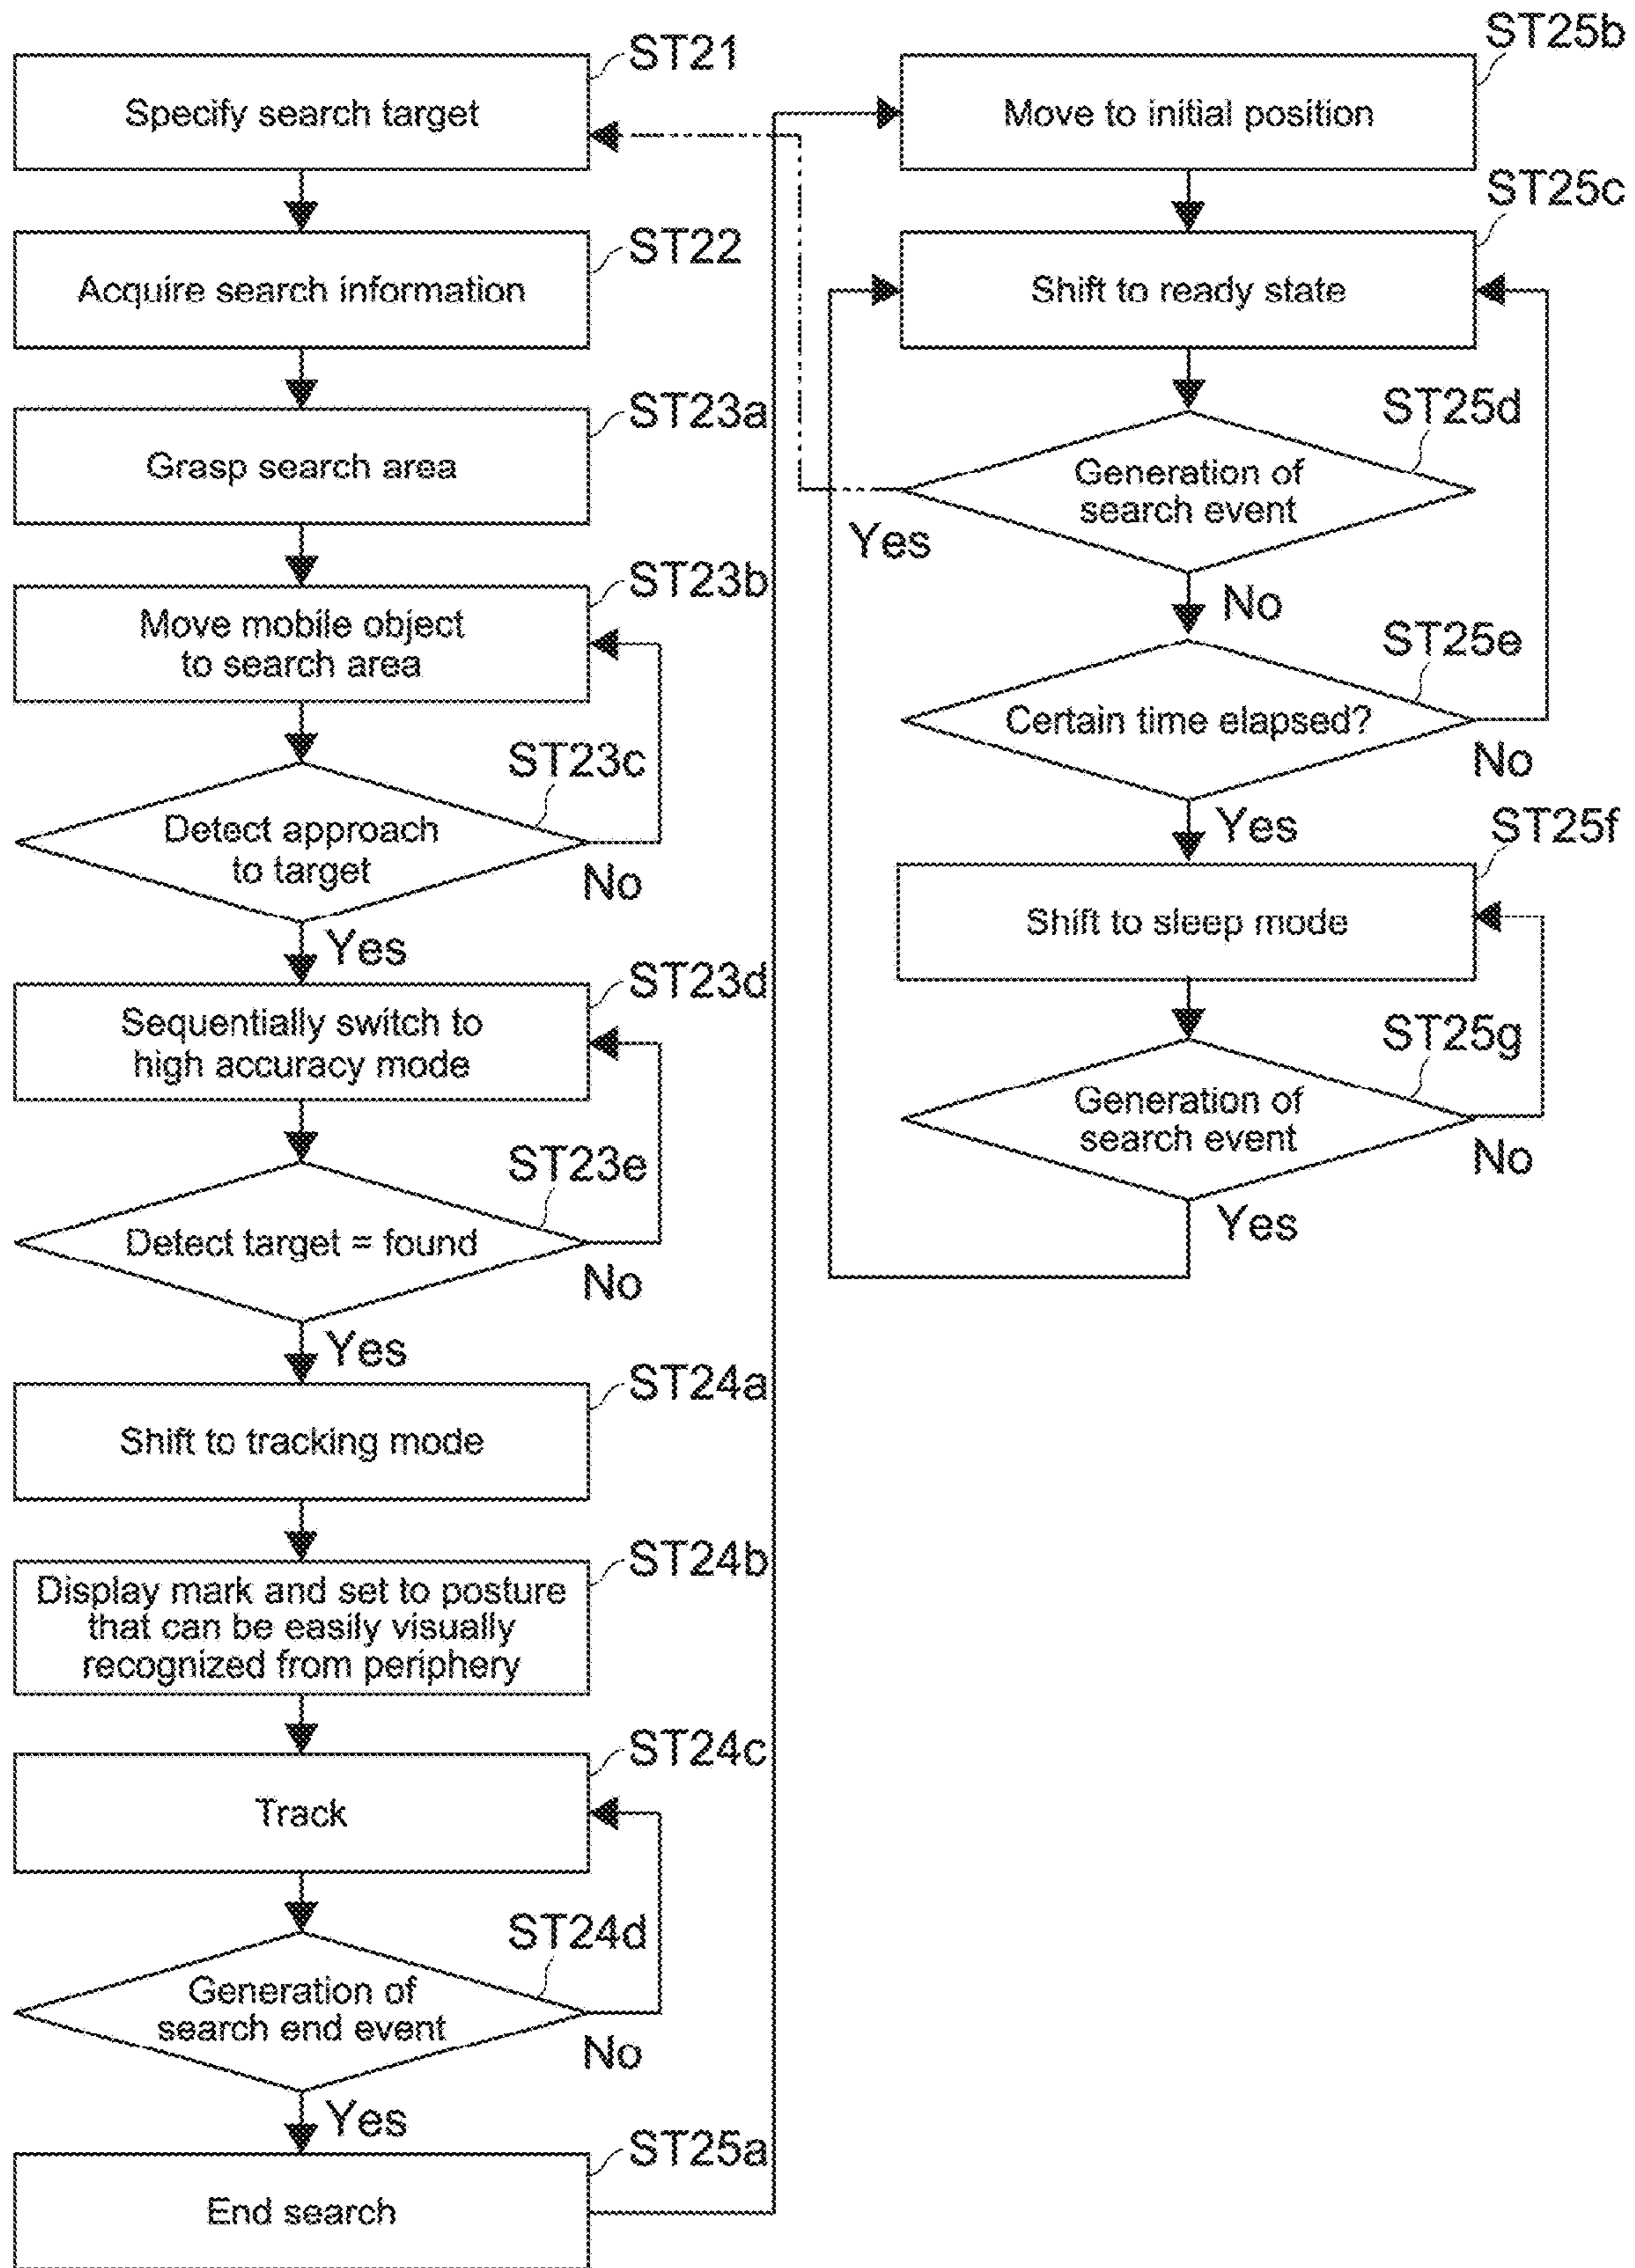 ST21
Specify search target
ST22
Acquire search information
ST23a
Grasp search area
ST23b
Move mobile object
to search area
ST23c
Detect approach
to target
No
Yes
ST23d
Sequentially switch to
high accuracy mode
ST23e
Detect target = found
No
Yes
ST24a
Shift to tracking mode
ST24b
Display mark and set to posture
that can be easily visually
recognized from periphery
ST24c
Track
ST24d
Generation of
search end event
No
Yes
ST25a
End search
ST25b
Move to initial position
ST25c
Shift to ready state
ST25d
Generation of
search event
Yes
No
ST25e
Certain time elapsed?
No
Yes
ST25f
Shift to sleep mode
ST25g
Generation of
search event
No
Yes